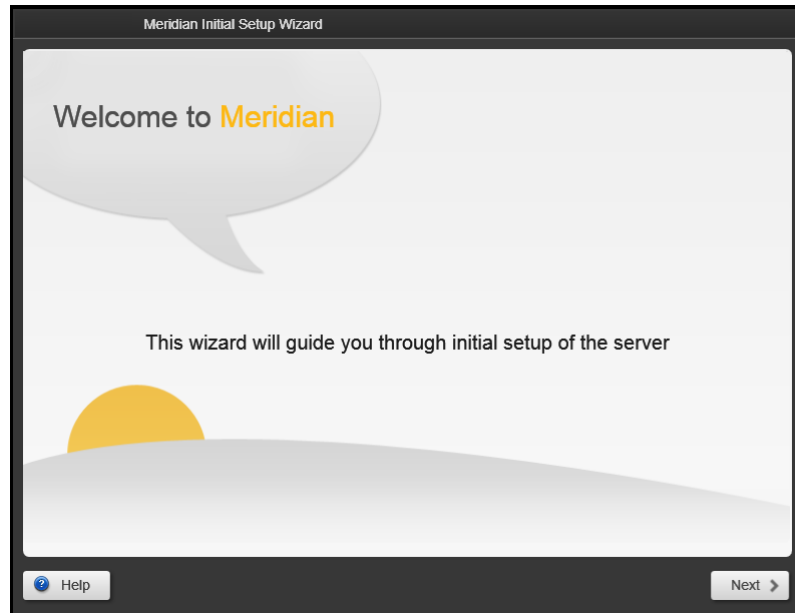 Meridian Initial Setup Wizard
Welcome to Meridian
This wizard will guide you through initial setup of the server
Help
Next